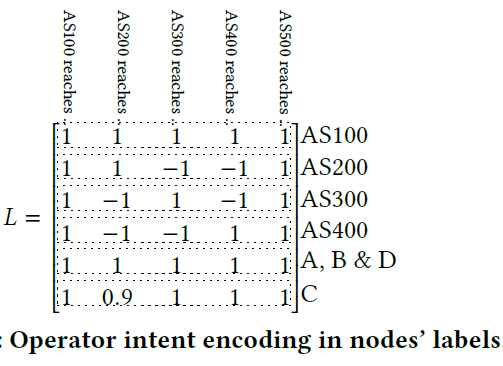 AS100 reaches
AS200 reaches
AS300 reaches
AS400 reaches
AS500 reaches
1 1 1 1 1 AS100
1 1 −1 −1 1 AS200
1 −1 1 −1 1 AS300
L =
1 −1 −1 1 1 AS400
1 1 1 1 1 A, B & D
1 0.9 1 1 1 C
: Operator intent encoding in nodes' labels